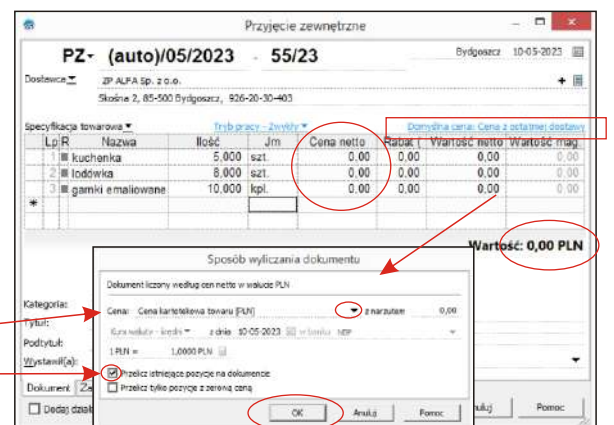 Przyjęcie zewnętrzne
PZ- (auto)/05/2023 - 55/23
Bydgoszcz 10-05-2023
Dostawca ZP ALFA Sp. z o.o.
Skośna 2, 85-500 Bydgoszcz, 926-20-30-403
Specyfikacja towarowa Tryb pracy - Zwykły Domyślna cena: Cena z ostatniej dostawy
Lp R Nazwa Ilość Jm Cena netto Rabat ( Wartość netto Wartość mag.
1 kuchenka 5,000 szt. 0,00 0,00 0,00 0,00
2 lodówka 8,000 szt. 0,00 0,00 0,00 0,00
3 garnki emaliowane 10,000 kpl. 0,00 0,00 0,00 0,00
*
Wartość: 0,00 PLN
Sposób wyliczania dokumentu
Dokument liczony według cen netto w walucie PLN
Kategoria:
Cena: Cena kartotekowa towaru [PLN] z narzutem 0,00
Tytuł:
Kurs waluty - średni z dnia 10-05-2023 w banku NBP
Podtytuł:
1 PLN = 1,0000 PLN
Wystawił(a):
Przelicz istniejące pozycje na dokumencie
Przelicz tylko pozycje z zerową ceną
Dokument Za
Dodaj dział
OK Anuluj Pomoc
nuluj Pomoc